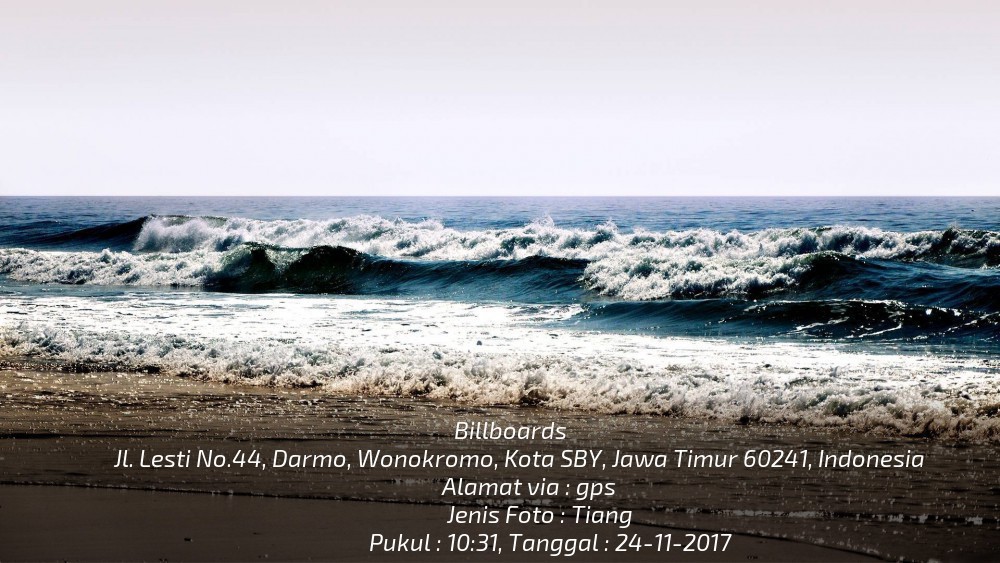 Billboards
Jl. Lesti No.44, Darmo, Wonokromo, Kota SBY, Jawa Timur 60241, Indonesia
Alamat via : gps
Jenis Foto : Tiang
Pukul : 10:31, Tanggal : 24-11-2017